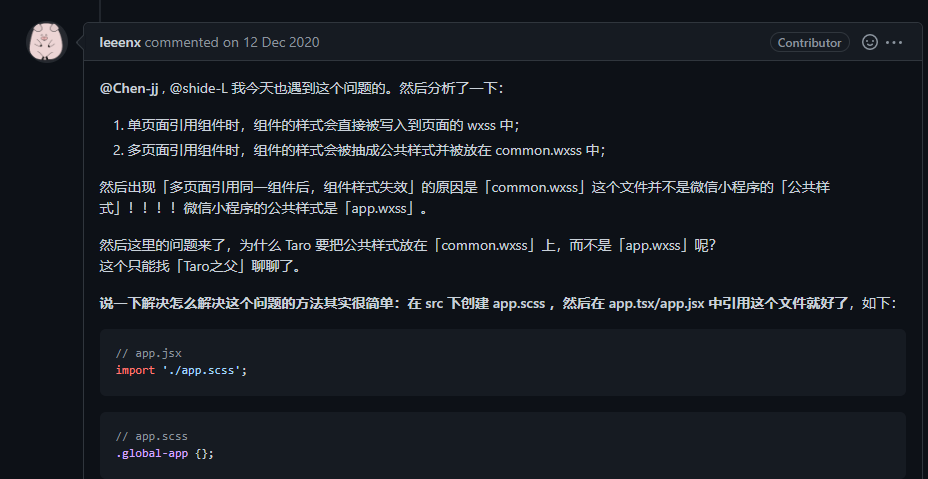 leeenx commented on 12 Dec 2020 Contributor
@Chen-jj , @shide-L 我今天也遇到这个问题的。然后分析了一下：
1. 单页面引用组件时，组件的样式会直接被写入到页面的 wxss 中；
2. 多页面引用组件时，组件的样式会被抽成公共样式并被放在 common.wxss 中；
然后出现「多页面引用同一组件后，组件样式失效」的原因是「common.wxss」这个文件并不是微信小程序的「公共样
式」！！！！ 微信小程序的公共样式是「app.wxss」。
然后这里的问题来了，为什么 Taro 要把公共样式放在「common.wxss」上，而不是「app.wxss」呢？
这个只能找「Taro之父」聊聊了。
说一下解决怎么解决这个问题的方法其实很简单：在 src 下创建 app.scss ，然后在 app.tsx/app.jsx 中引用这个文件就好了，如下：
// app.jsx
import './app.scss';
// app.scss
.global-app {};